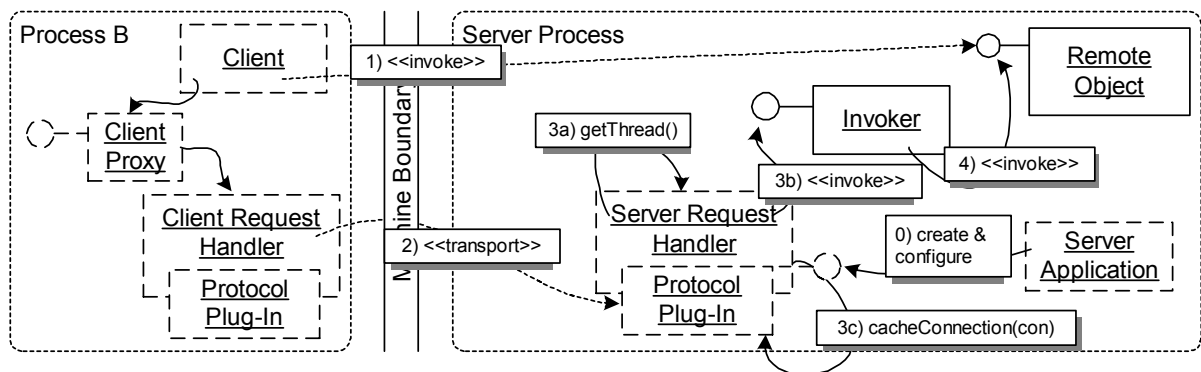 Process B
Client
Client
Proxy
Client Request
Handler
Protocol
Plug-In
1) <<invoke>>
2) <<transport>>
Boundary
Server Process
Remote
Object
Invoker
3a) getThread()
3b) <<invoke>>
4) <<invoke>>
Server Request
Handler
Protocol
Plug-In
0) create &
configure
Server
Application
3c) cacheConnection(con)